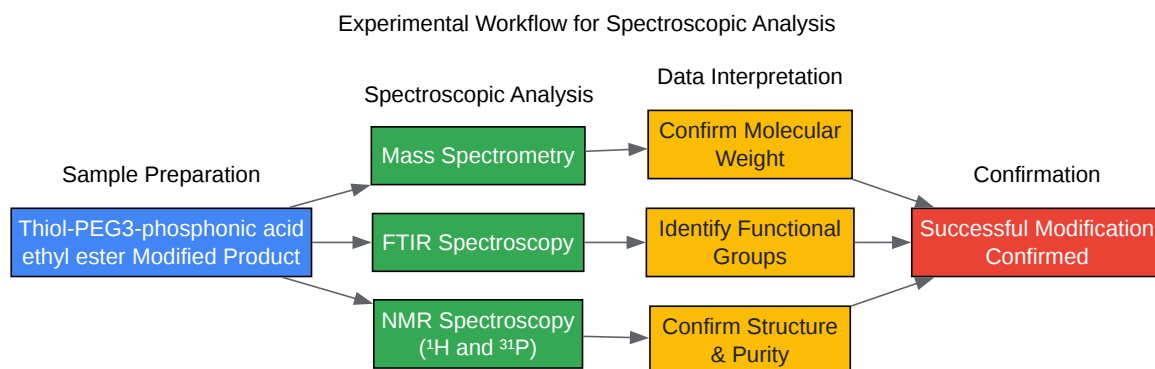 Experimental Workflow for Spectroscopic Analysis
Data Interpretation
Spectroscopic Analysis
Confirm Molecular
Weight
Mass Spectrometry
Sample Preparation
Confirmation
Thiol-PEG3-phosphonic acid
ethyl ester Modified Product
FTIR Spectroscopy
Identify Functional
Groups
Successful Modification
Confirmed
NMR Spectroscopy
(¹H and ³¹P)
Confirm Structure
& Purity